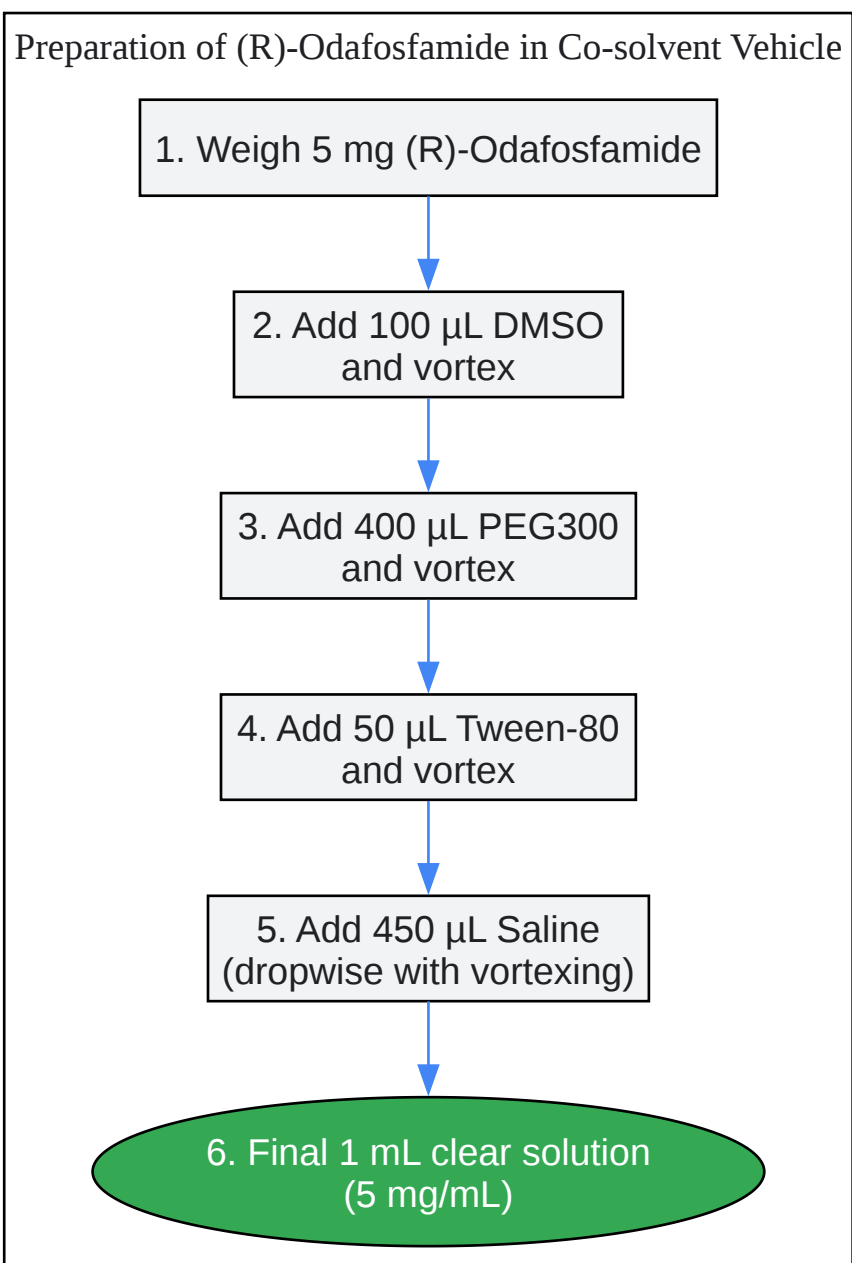 Preparation of (R)-Odafosfamide in Co-solvent Vehicle
1. Weigh 5 mg (R)-Odafosfamide
2. Add 100 µL DMSO
and vortex
3. Add 400 µL PEG300
and vortex
4. Add 50 µL Tween-80
and vortex
5. Add 450 µL Saline
(dropwise with vortexing)
6. Final 1 mL clear solution
(5 mg/mL)